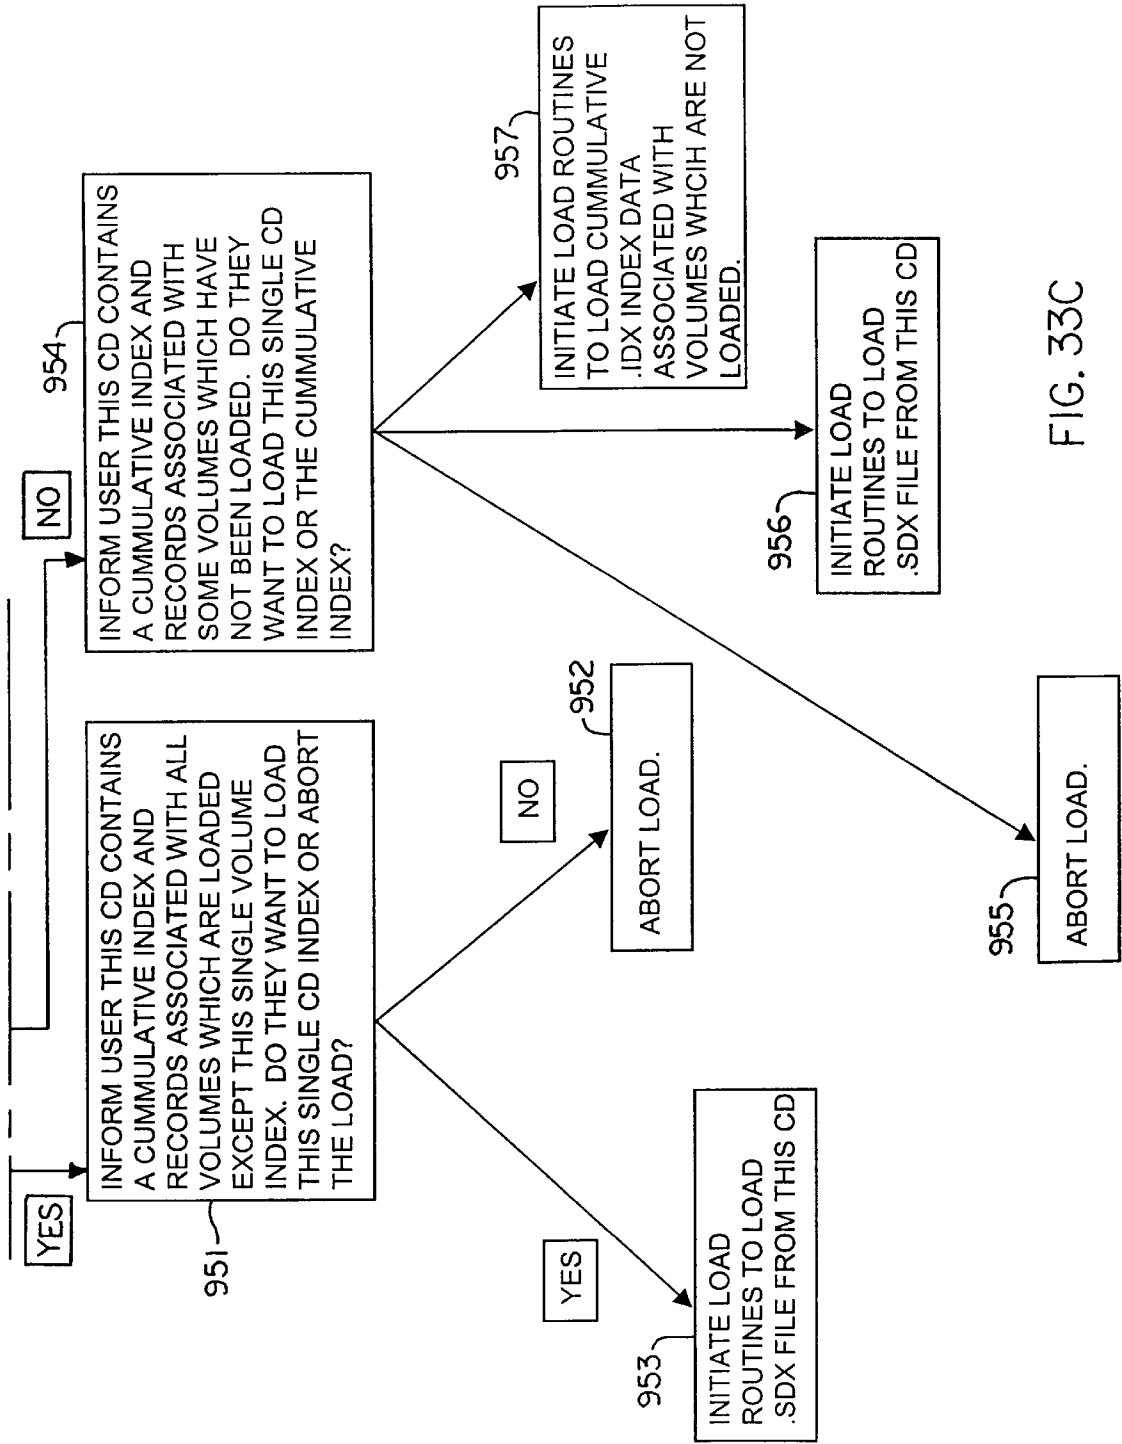 YES
NO
951
INFORM USER THIS CD CONTAINS
A CUMMULATIVE INDEX AND
RECORDS ASSOCIATED WITH ALL
VOLUMES WHICH ARE LOADED
EXCEPT THIS SINGLE VOLUME
INDEX. DO THEY WANT TO LOAD
THIS SINGLE CD INDEX OR ABORT
THE LOAD?
954
INFORM USER THIS CD CONTAINS
A CUMMULATIVE INDEX AND
RECORDS ASSOCIATED WITH
SOME VOLUMES WHICH HAVE
NOT BEEN LOADED. DO THEY
WANT TO LOAD THIS SINGLE CD
INDEX OR THE CUMMULATIVE
INDEX?
YES
NO
953
INITIATE LOAD
ROUTINES TO LOAD
.SDX FILE FROM THIS CD
952
ABORT LOAD.
957
INITIATE LOAD ROUTINES
TO LOAD CUMMULATIVE
.IDX INDEX DATA
ASSOCIATED WITH
VOLUMES WHCIH ARE NOT
LOADED.
956
INITIATE LOAD
ROUTINES TO LOAD
.SDX FILE FROM THIS CD
955
ABORT LOAD.
FIG. 33C